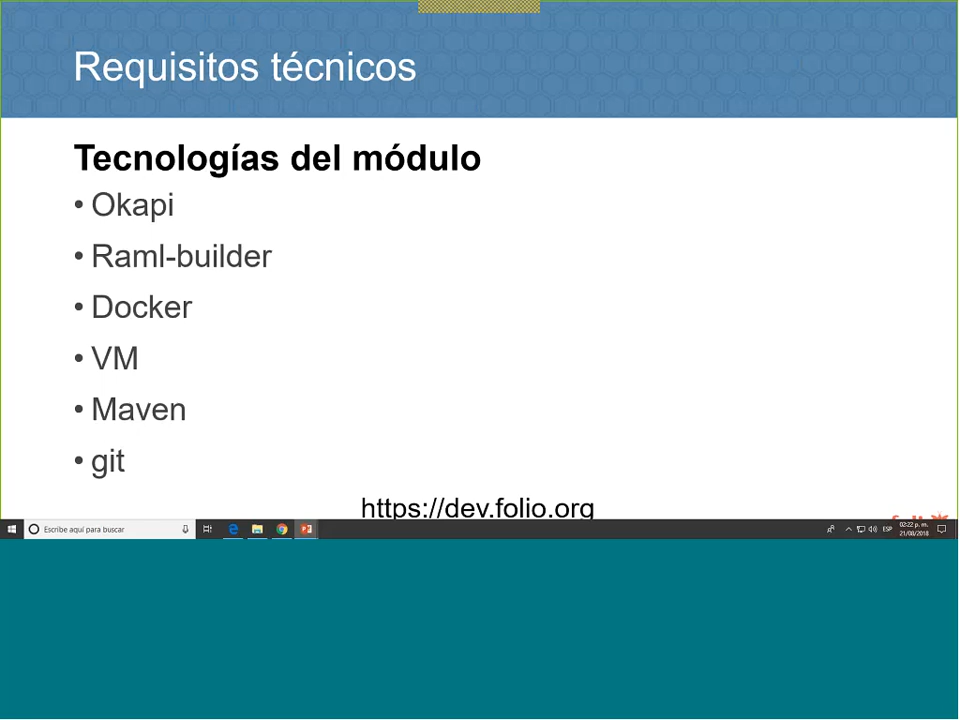 Requisitos técnicos
Tecnologías del módulo
• Okapi
• Raml-builder
• Docker
• VM
• Maven
• git
https://dev.folio.org
Escribe aquí para buscar
ESP
02:22 p. m.
21/08/2018